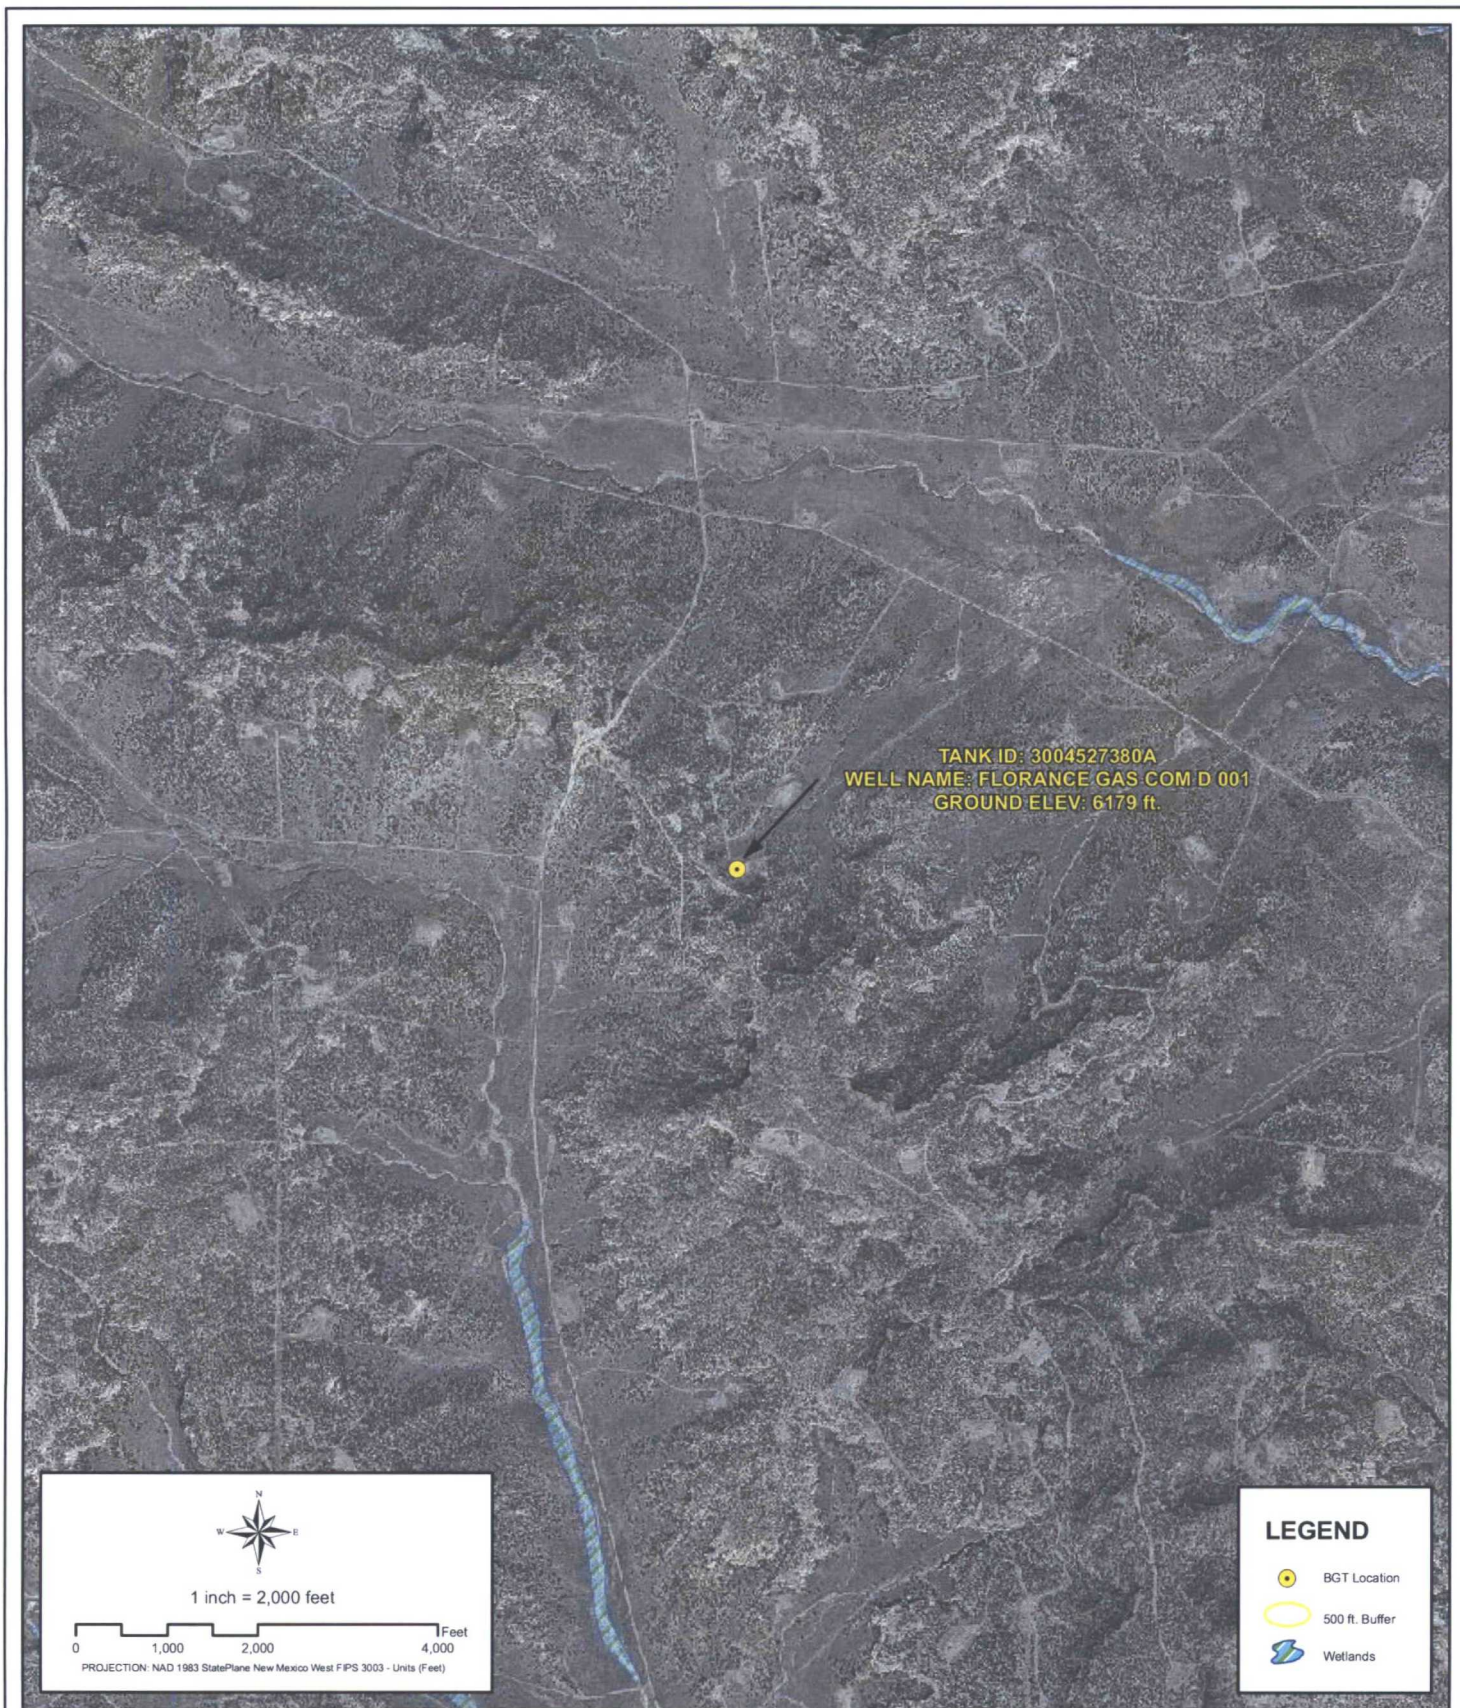 TANK ID: 3004527380A
WELL NAME: FLORANCE GAS COM D 001
GROUND ELEV: 6179 ft.
N
W E
S
1 inch = 2,000 feet
Feet
0 1,000 2,000 4,000
PROJECTION: NAD 1983 StatePlane New Mexico West FIPS 3003 - Units (Feet)
LEGEND
BGT Location
500 ft. Buffer
Wetlands